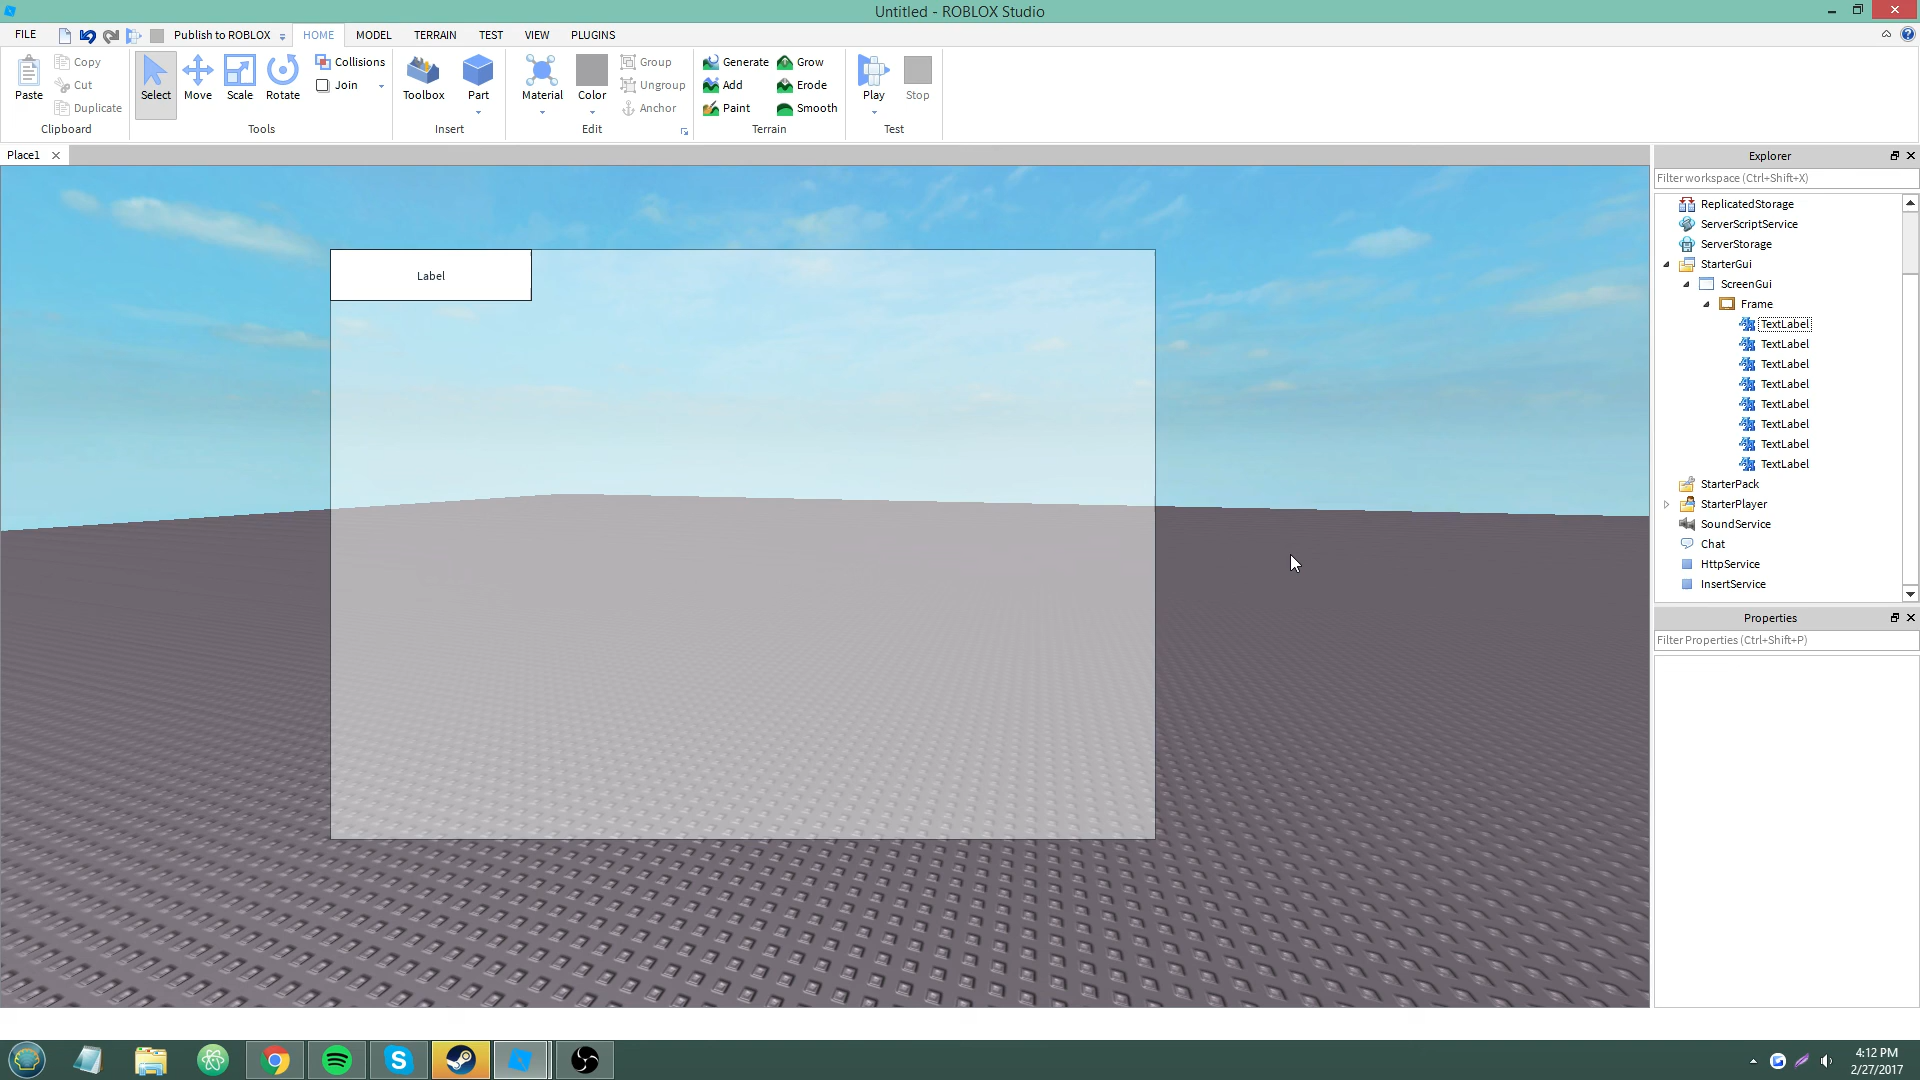 Untitled - ROBLOX Studio
FILE
Publish to ROBLOX
HOME
MODEL
TERRAIN
TEST
VIEW
PLUGINS
Paste
Copy
Cut
Duplicate
Clipboard
Select
Move
Scale
Rotate
Collisions
Join
Tools
Toolbox
Part
Insert
Material
Color
Group
Ungroup
Anchor
Edit
Generate
Add
Paint
Grow
Erode
Smooth
Terrain
Play
Stop
Test
Place1
Label
Explorer
Filter workspace (Ctrl+Shift+X)
ReplicatedStorage
ServerScriptService
ServerStorage
StarterGui
ScreenGui
Frame
TextLabel
TextLabel
TextLabel
TextLabel
TextLabel
TextLabel
TextLabel
TextLabel
StarterPack
StarterPlayer
SoundService
Chat
HttpService
InsertService
Properties
Filter Properties (Ctrl+Shift+P)
4:12 PM
2/27/2017